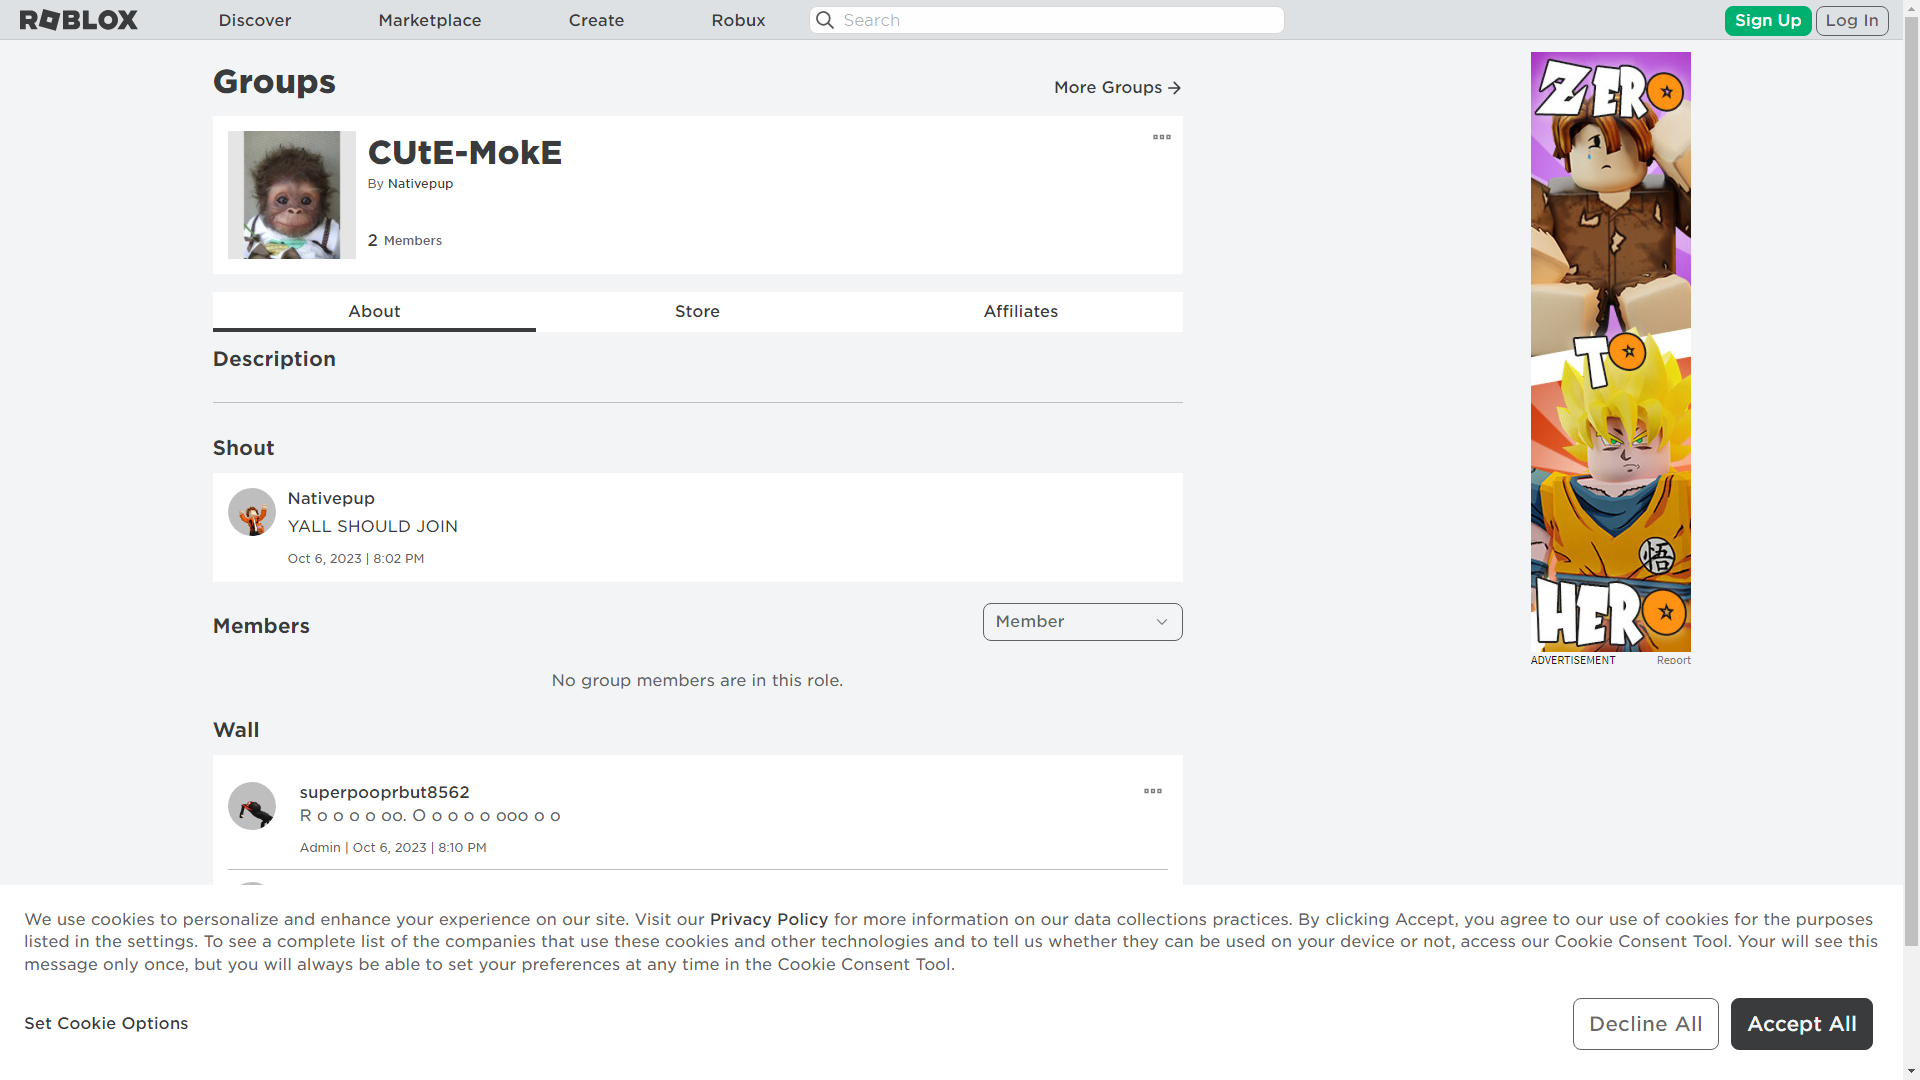 ROBLOX
Discover
Marketplace
Create
Robux
Search
Sign Up
Log In
Groups
More Groups
CUtE-MokE
By Nativepup
2 Members
About
Store
Affiliates
Description
Shout
Nativepup
YALL SHOULD JOIN
Oct 6, 2023 | 8:02 PM
Members
Member
No group members are in this role.
Wall
superpooprbut8562
R o o o o oo. O o o o o ooo o o
Admin | Oct 6, 2023 | 8:10 PM
ZERO
TO
悟
HERO
ADVERTISEMENT
Report
We use cookies to personalize and enhance your experience on our site. Visit our Privacy Policy for more information on our data collections practices. By clicking Accept, you agree to our use of cookies for the purposes
listed in the settings. To see a complete list of the companies that use these cookies and other technologies and to tell us whether they can be used on your device or not, access our Cookie Consent Tool. Your will see this
message only once, but you will always be able to set your preferences at any time in the Cookie Consent Tool.
Set Cookie Options
Decline All
Accept All